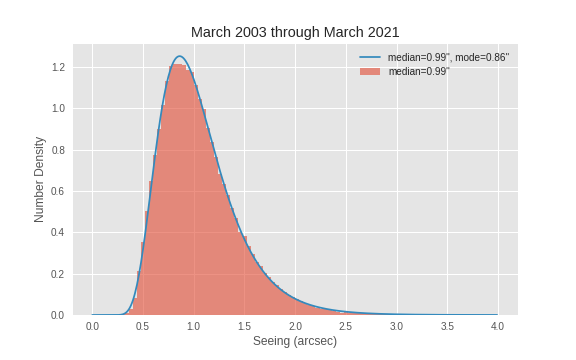 March 2003 through March 2021
median=0.99", mode=0.86"
median=0.99"
Number Density
1.2
1.0
0.8
0.6
0.4
0.2
0.0
0.0 0.5 1.0 1.5 2.0 2.5 3.0 3.5 4.0
Seeing (arcsec)